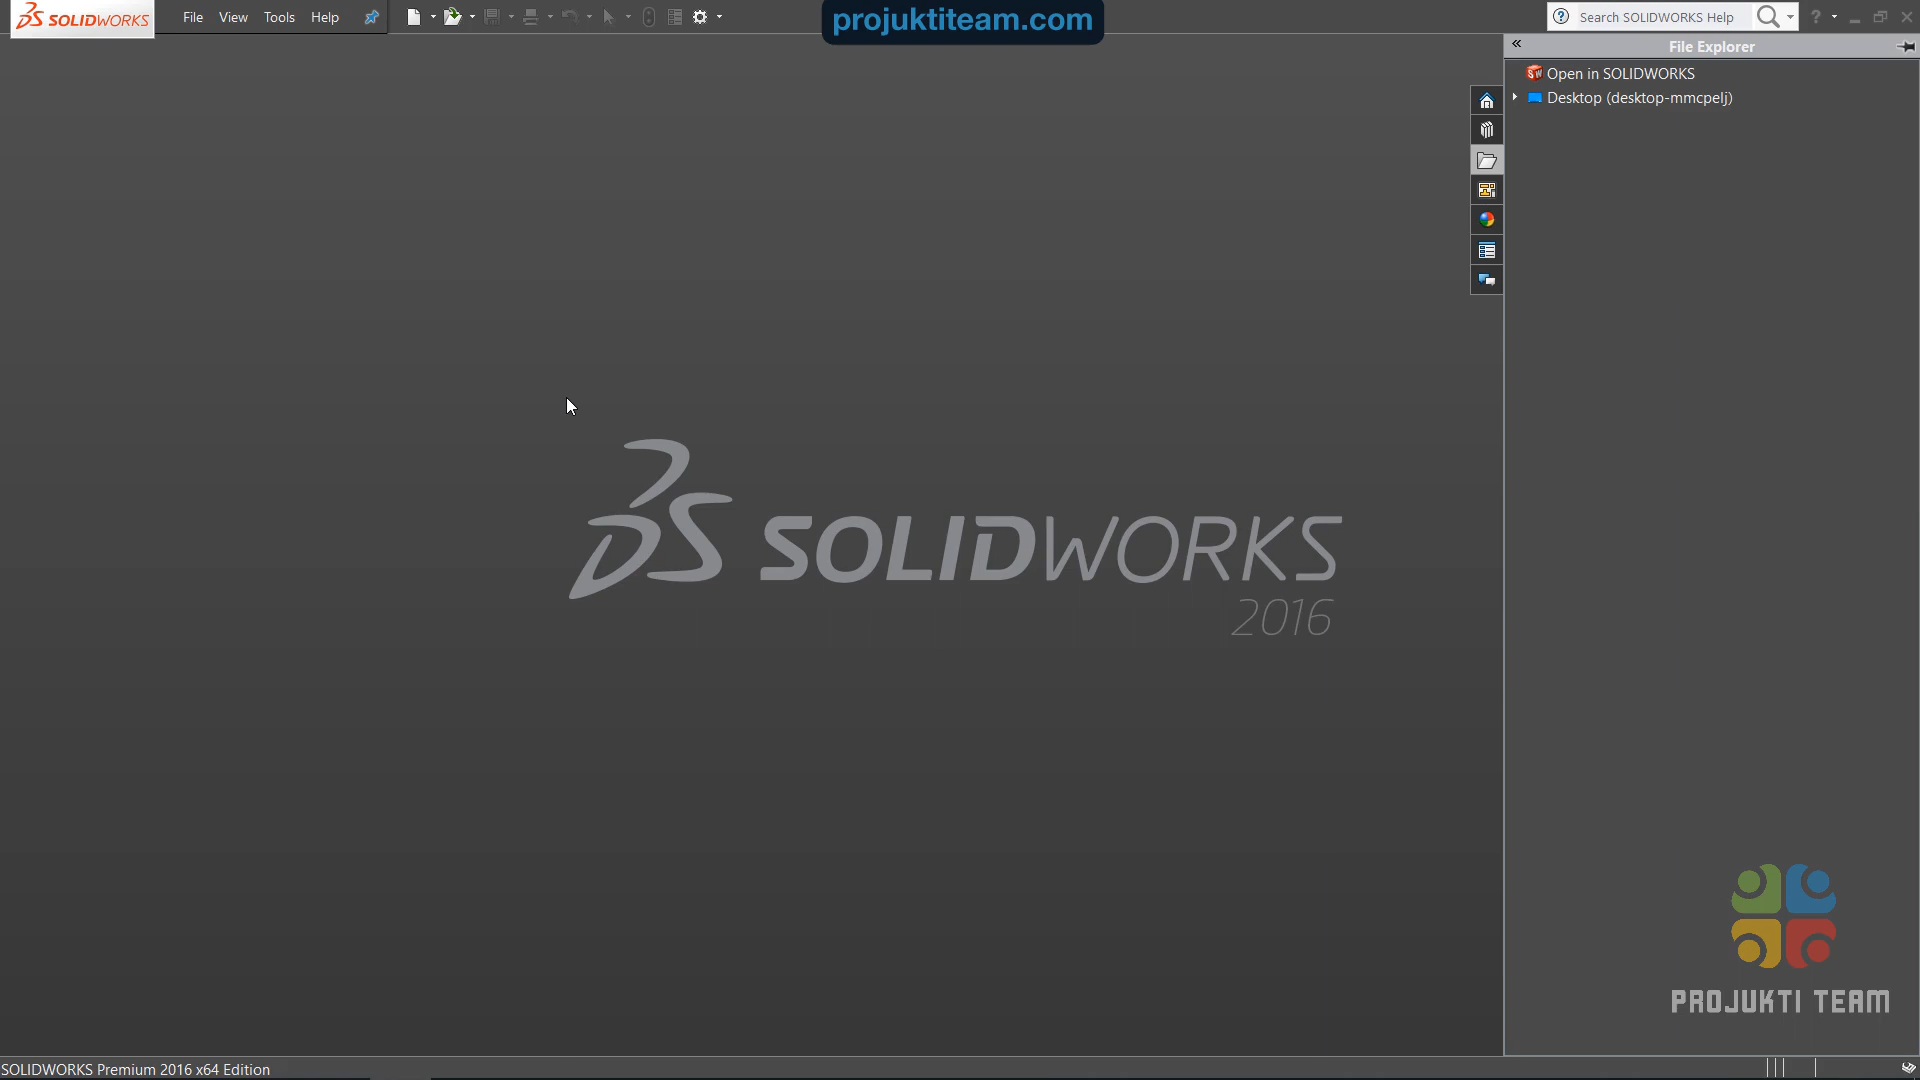 SOLIDWORKS
File View Tools Help
projuktiteam.com
Search SOLIDWORKS Help
?
File Explorer
Open in SOLIDWORKS
Desktop (desktop-mmcpelj)
SOLIDWORKS
2016
PROJUKTI TEAM
SOLIDWORKS Premium 2016 x64 Edition